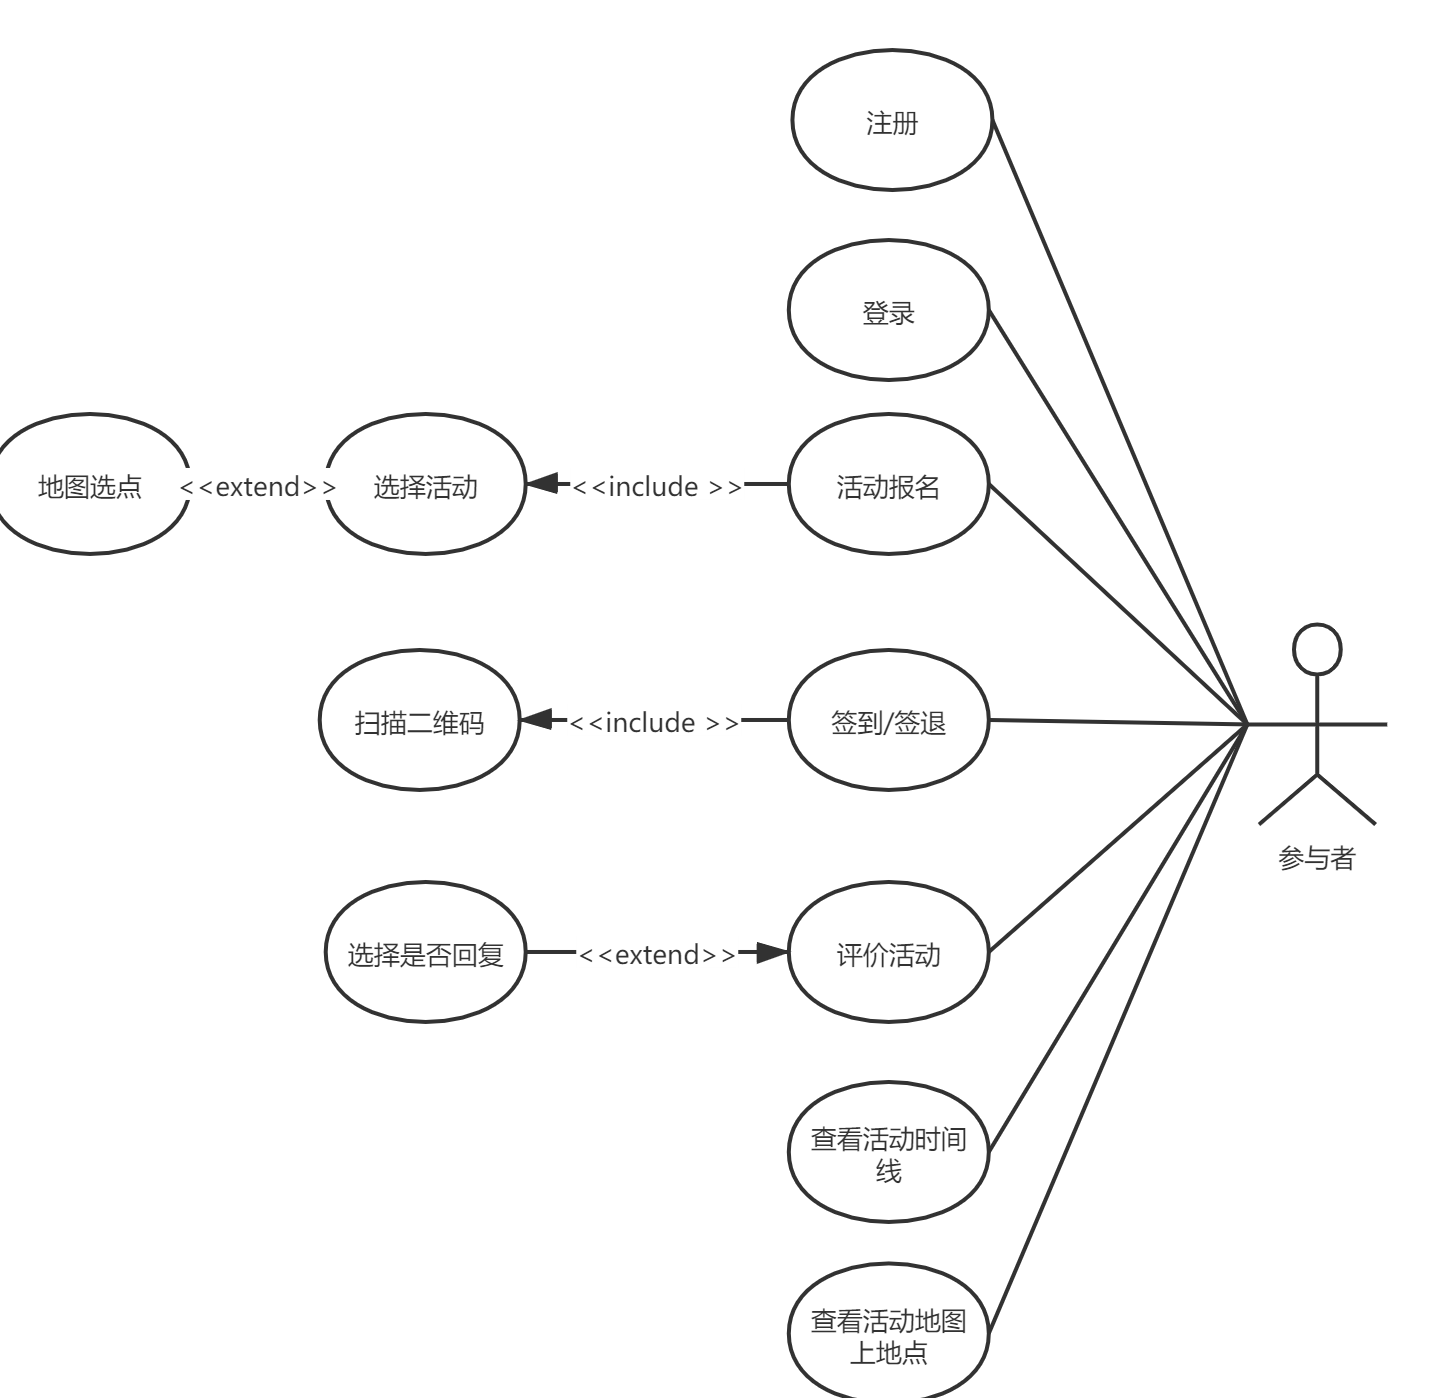 注册
登录
地图选点
<<extend>>
选择活动
<<include >>
活动报名
扫描二维码
<<include >>
签到/签退
参与者
选择是否回复
<<extend>>
评价活动
查看活动时间
线
查看活动地图
上地点